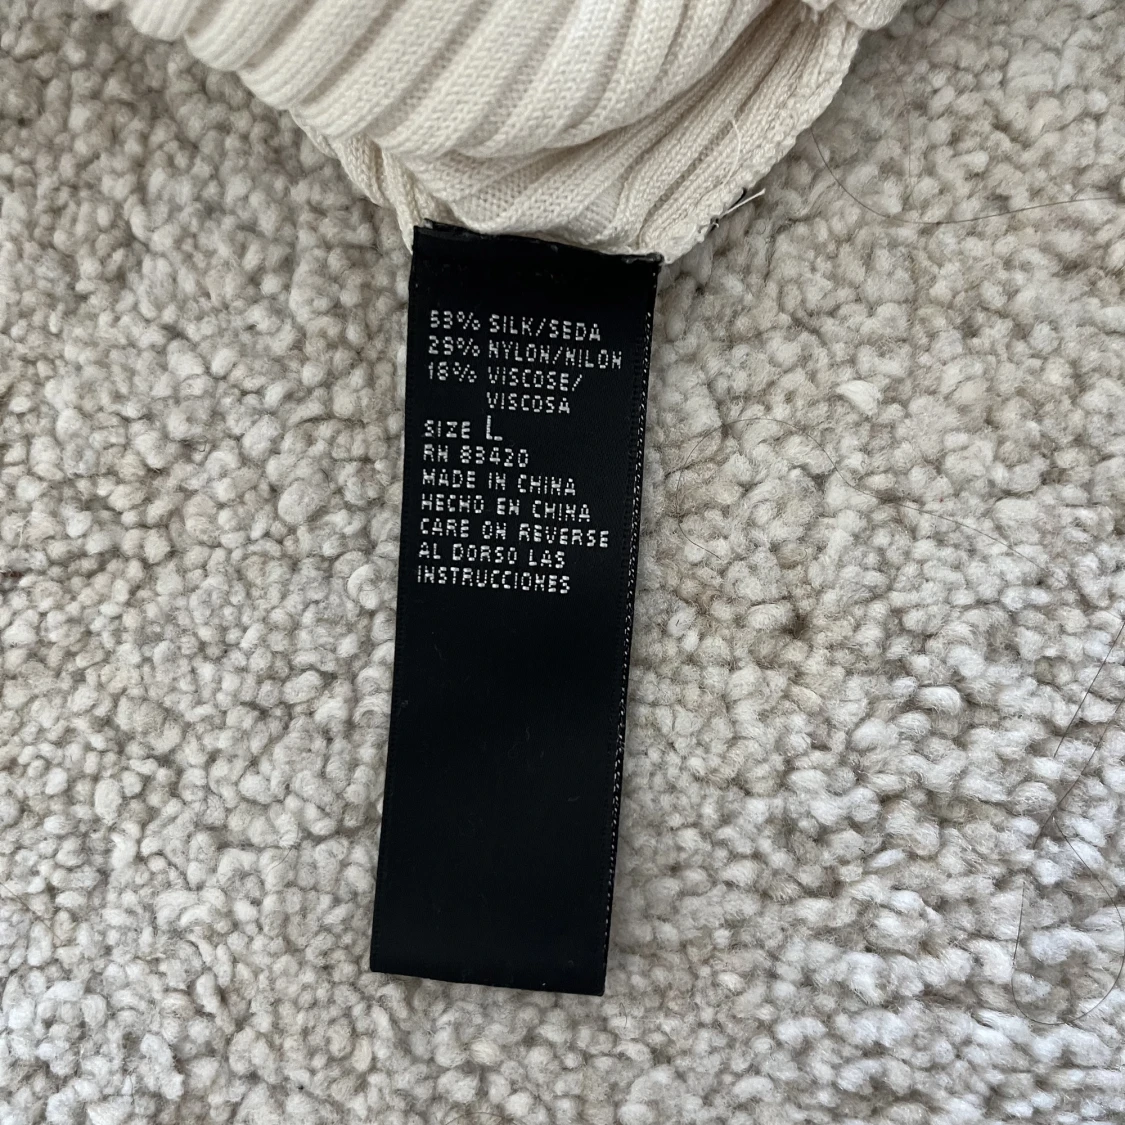 53% SILK/SEDA
29% NYLON/NILON
18% VISCOSE/
VISCOSA
SIZE L
RN 83420
MADE IN CHINA
HECHO EN CHINA
CARE ON REVERSE
AL DORSO LAS
INSTRUCCIONES